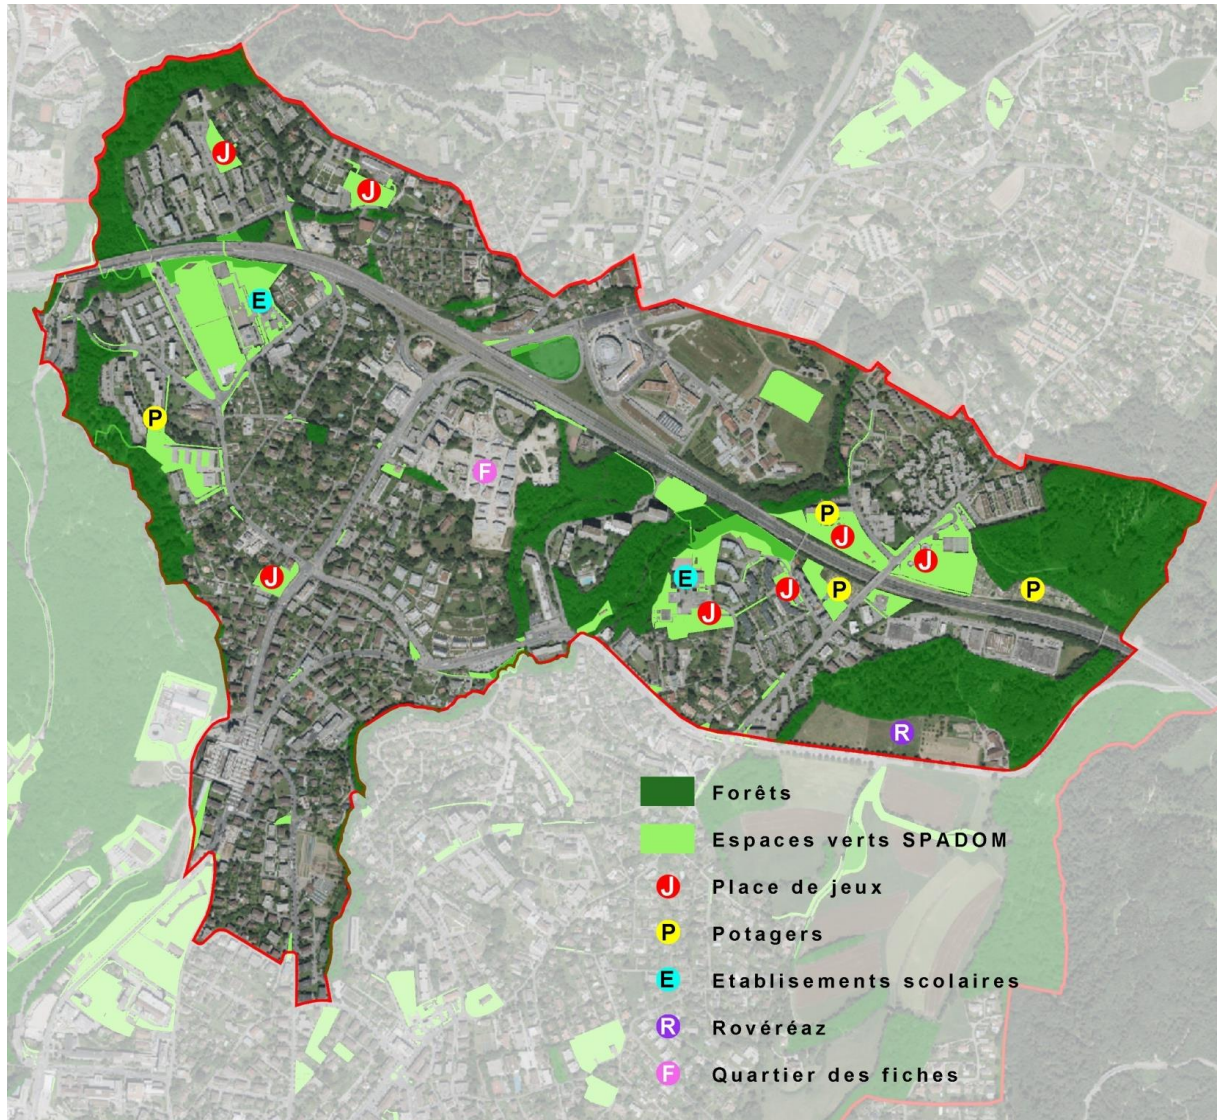 J
J
E
P
F
P
J
J
E
J
P
P
J
J
R
Forêts
Espaces verts SPADOM
J Place de jeux
P Potagers
E Etablisements scolaires
R Rovéréaz
F Quartier des fiches